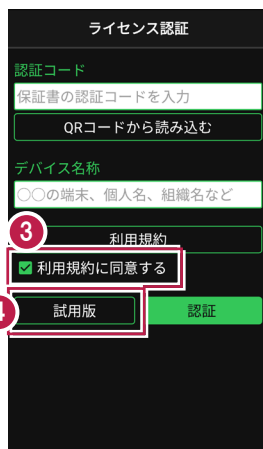 ライセンス認証
認証コード
保証書の認証コードを入力
QRコードから読み込む
デバイス名称
○○の端末、個人名、組織名など
3
利用規約
利用規約に同意する
4
試用版
認証